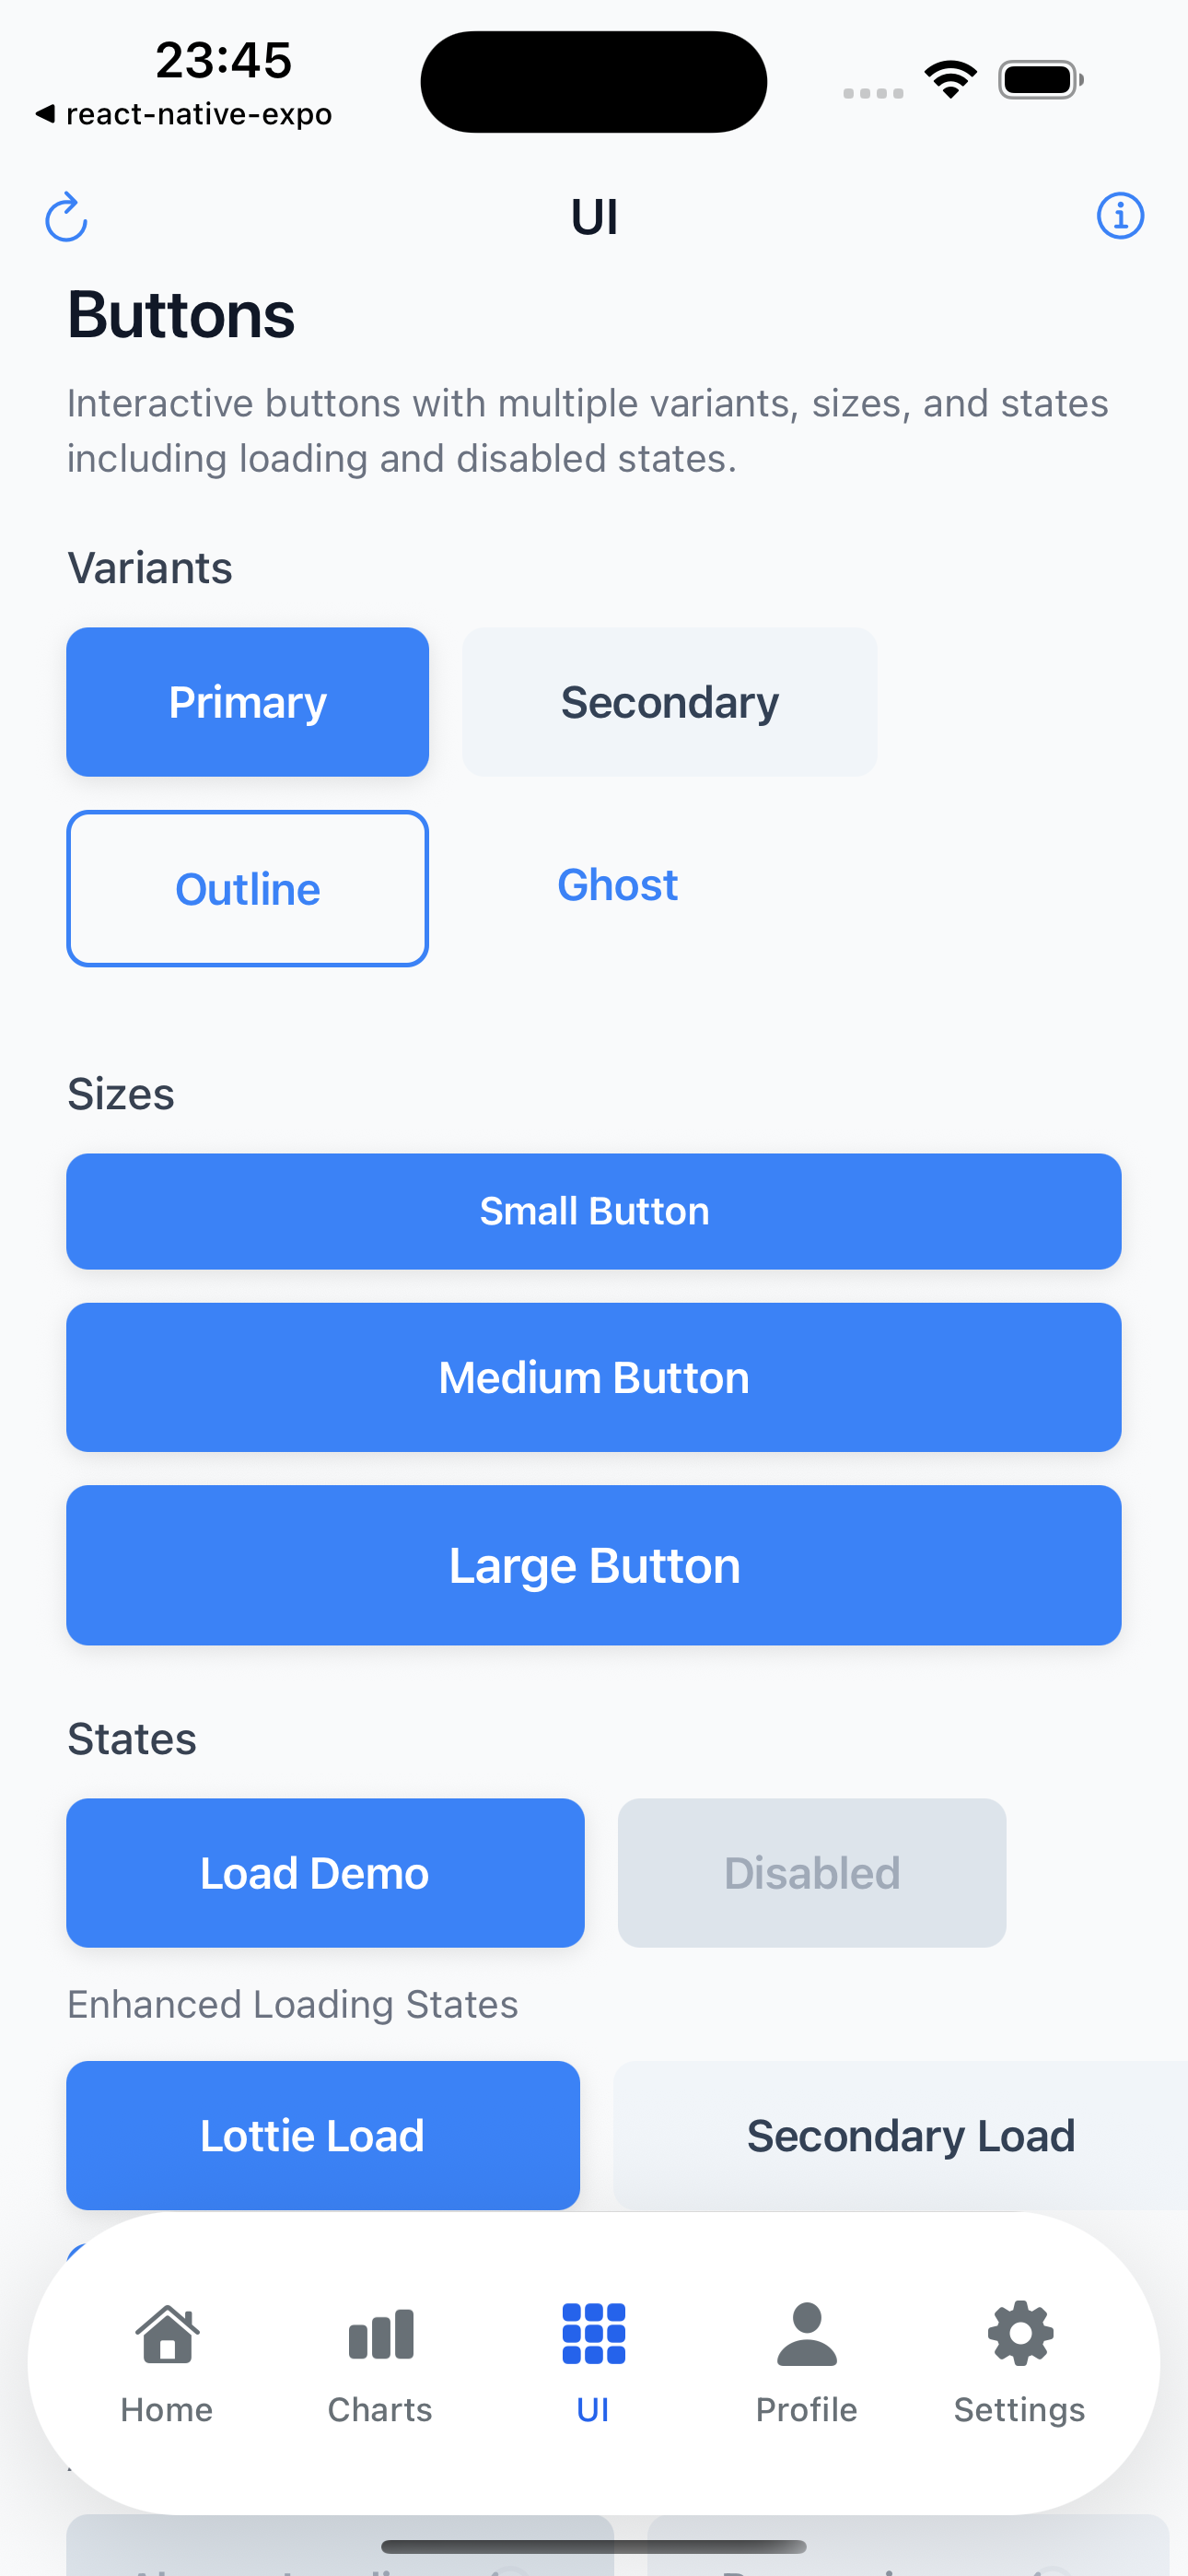 23:45
react-native-expo
UI
Buttons
Interactive buttons with multiple variants, sizes, and states
including loading and disabled states.
Variants
Primary
Secondary
Outline
Ghost
Sizes
Small Button
Medium Button
Large Button
States
Load Demo
Disabled
Enhanced Loading States
Lottie Load
Secondary Load
Home
Charts
UI
Profile
Settings